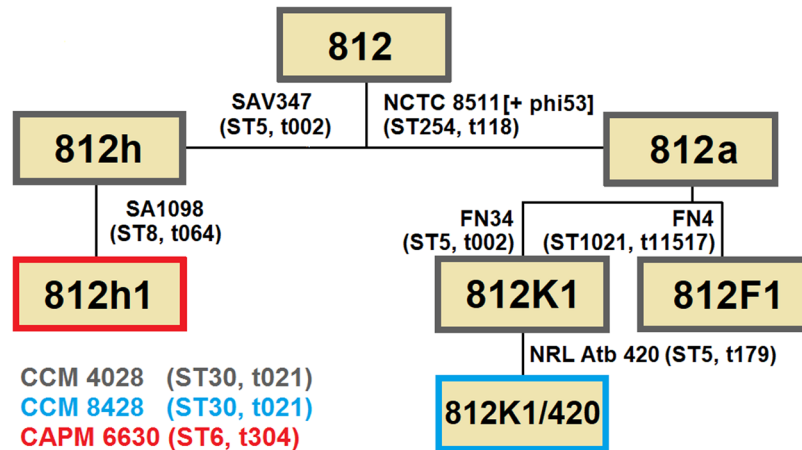 812
SAV347
(ST5, t002)
NCTC 8511[+ phi53]
(ST254, t118)
812h
812a
SA1098
(ST8, t064)
FN34
(ST5, t002)
FN4
(ST1021, t11517)
812h1
812K1
812F1
NRL Atb 420 (ST5, t179)
812K1/420
CCM 4028 (ST30, t021)
CCM 8428 (ST30, t021)
CAPM 6630 (ST6, t304)